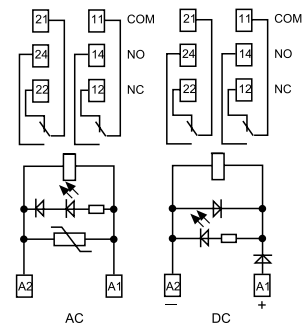 21 11 COM 21 11 COM
24 14 NO 24 14 NO
22 12 NC 22 12 NC
A2 A1 A2 A1
— +
AC DC